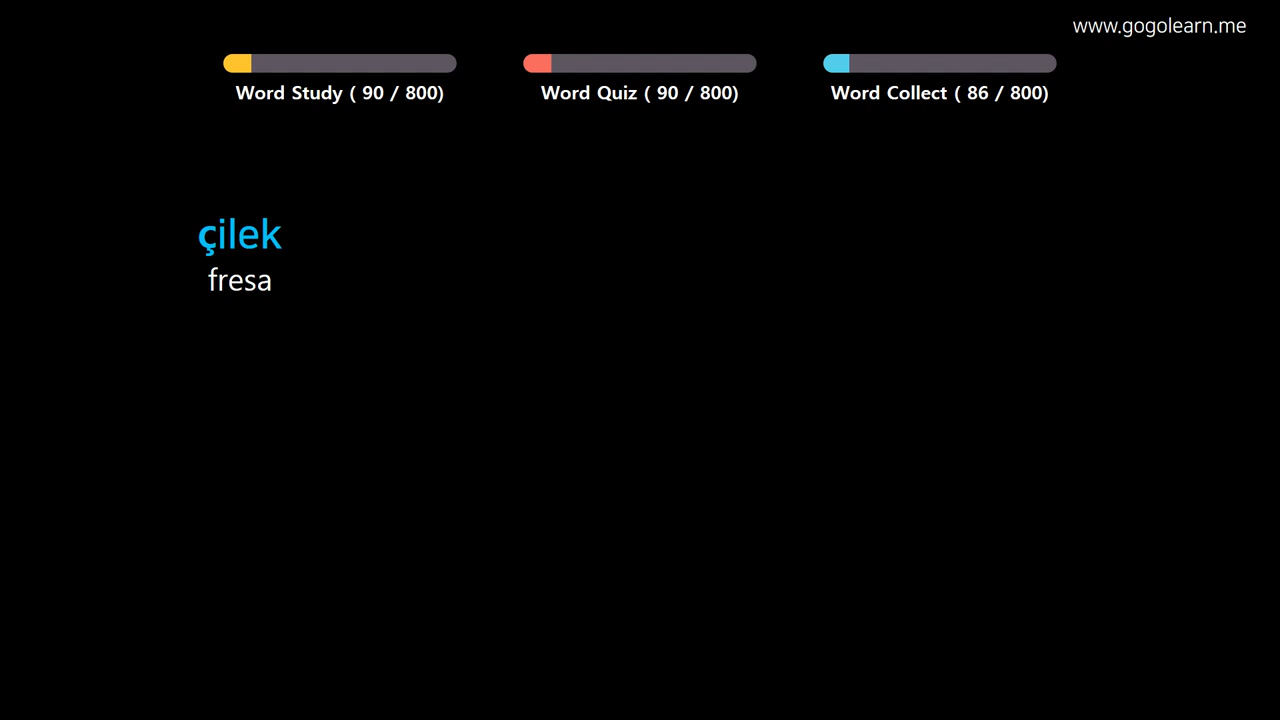 www.gogolearn.me
Word Study ( 90 / 800)
Word Quiz ( 90 / 800)
Word Collect ( 86 / 800)
çilek
fresa